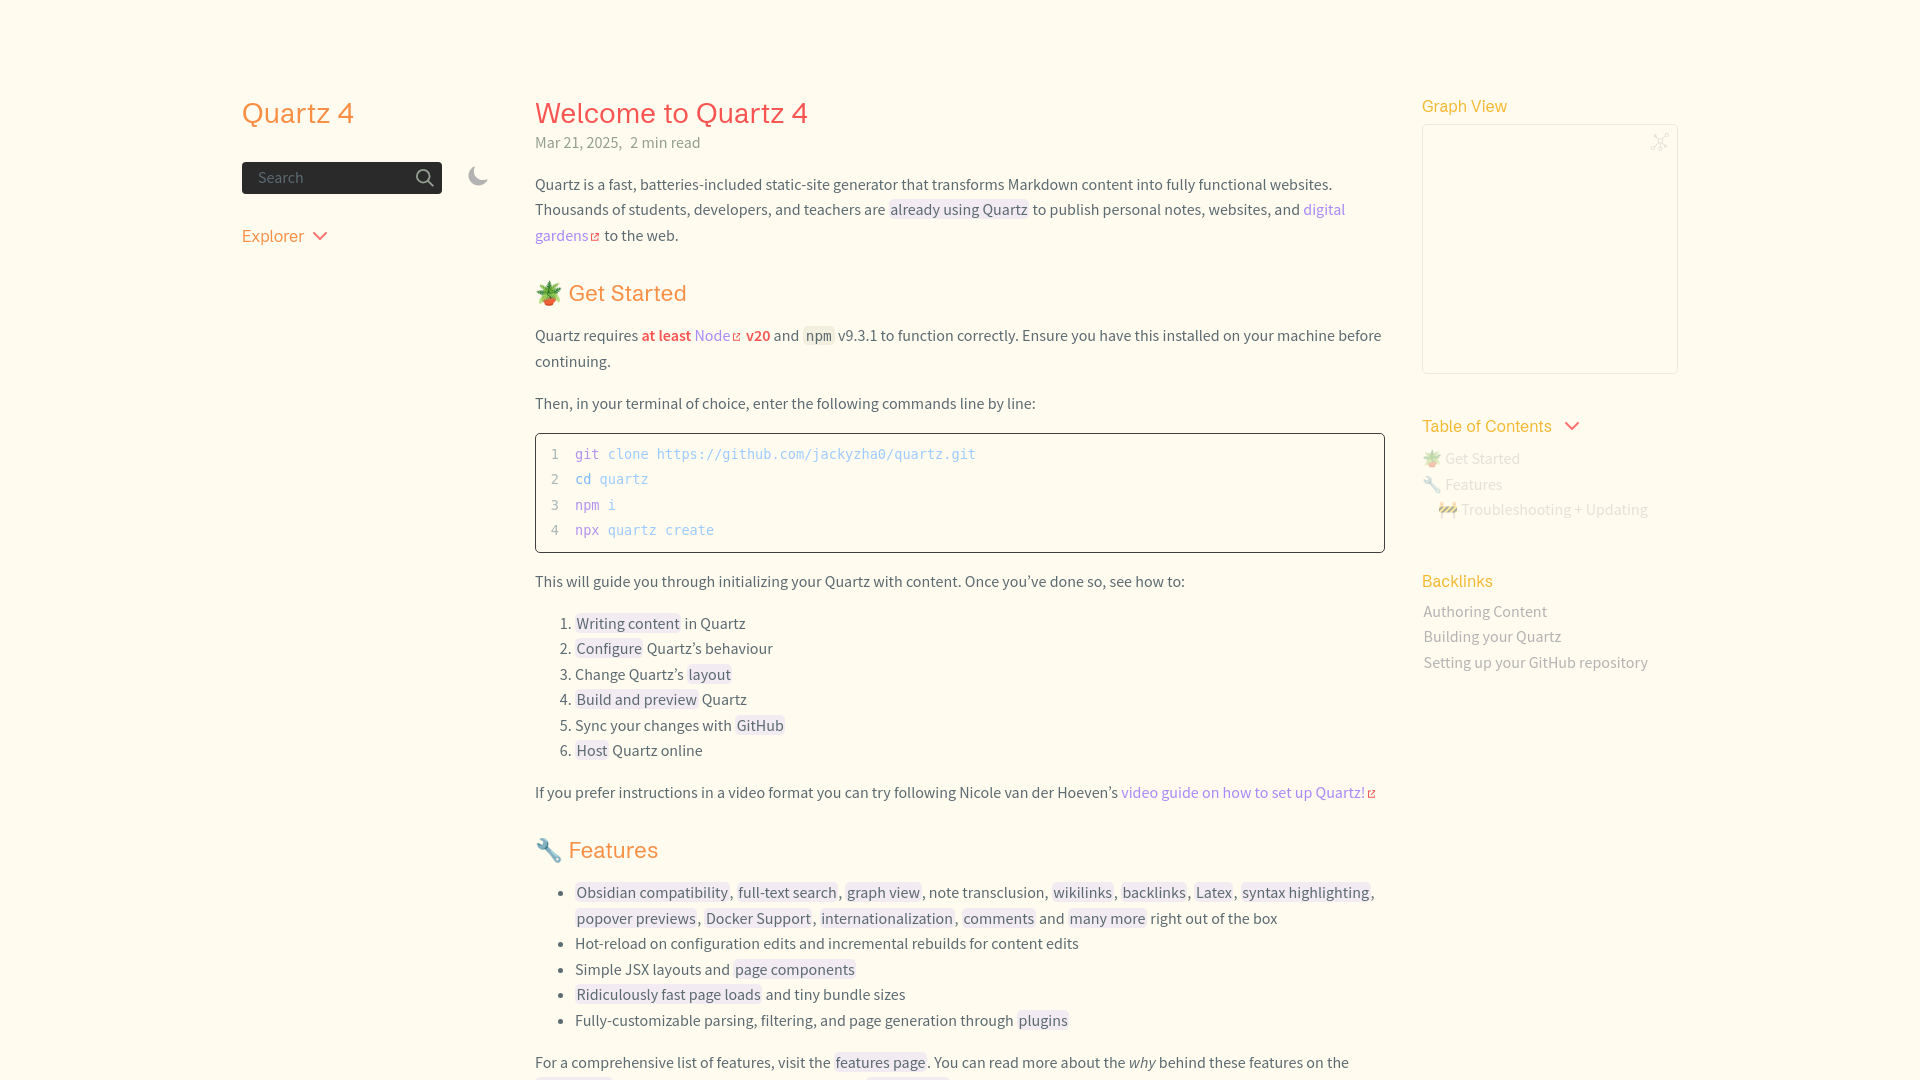 Quartz 4
Search
Explorer
Welcome to Quartz 4
Mar 21, 2025, 2 min read
Quartz is a fast, batteries-included static-site generator that transforms Markdown content into fully functional websites.
Thousands of students, developers, and teachers are already using Quartz to publish personal notes, websites, and digital
gardens to the web.
🪴 Get Started
Quartz requires at least Node v20 and npm v9.3.1 to function correctly. Ensure you have this installed on your machine before
continuing.
Then, in your terminal of choice, enter the following commands line by line:
1 git clone https://github.com/jackyzha0/quartz.git
2 cd quartz
3 npm i
4 npx quartz create
This will guide you through initializing your Quartz with content. Once you’ve done so, see how to:
1. Writing content in Quartz
2. Configure Quartz’s behaviour
3. Change Quartz’s layout
4. Build and preview Quartz
5. Sync your changes with GitHub
6. Host Quartz online
If you prefer instructions in a video format you can try following Nicole van der Hoeven’s video guide on how to set up Quartz!
🔧 Features
• Obsidian compatibility, full-text search, graph view, note transclusion, wikilinks, backlinks, Latex, syntax highlighting,
popover previews, Docker Support, internationalization, comments and many more right out of the box
• Hot-reload on configuration edits and incremental rebuilds for content edits
• Simple JSX layouts and page components
• Ridiculously fast page loads and tiny bundle sizes
• Fully-customizable parsing, filtering, and page generation through plugins
For a comprehensive list of features, visit the features page. You can read more about the why behind these features on the
Graph View
Table of Contents
🪴 Get Started
🔧 Features
🚧 Troubleshooting + Updating
Backlinks
Authoring Content
Building your Quartz
Setting up your GitHub repository